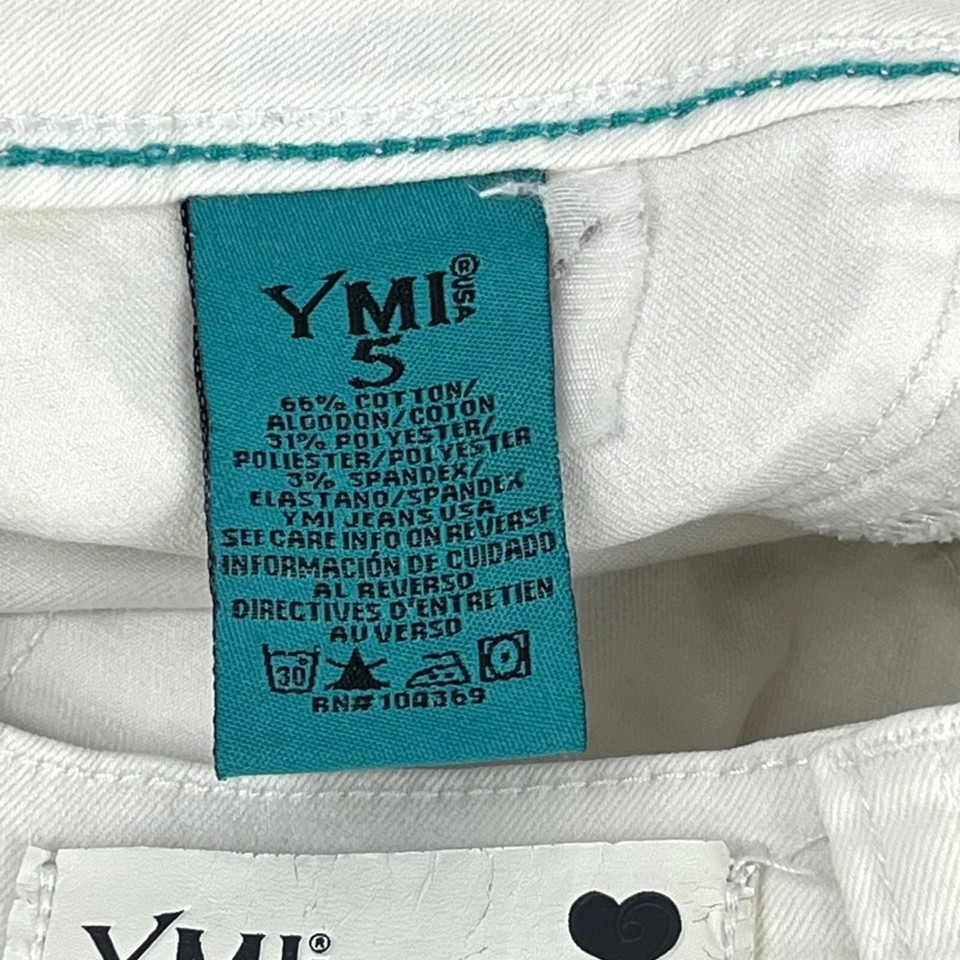 YMI® USA
5
66% COTTON/
ALGODON/COTON
31% POLYESTER/
POLIESTER/POLYESTER
3% SPANDEX/
ELASTANO/SPANDEX
YMI JEANS USA
SEE CARE INFO ON REVERSE
INFORMACIÓN DE CUIDADO
AL REVERSO
DIRECTIVES D'ENTRETIEN
AU VERSO
30
RN# 104369
YMI®